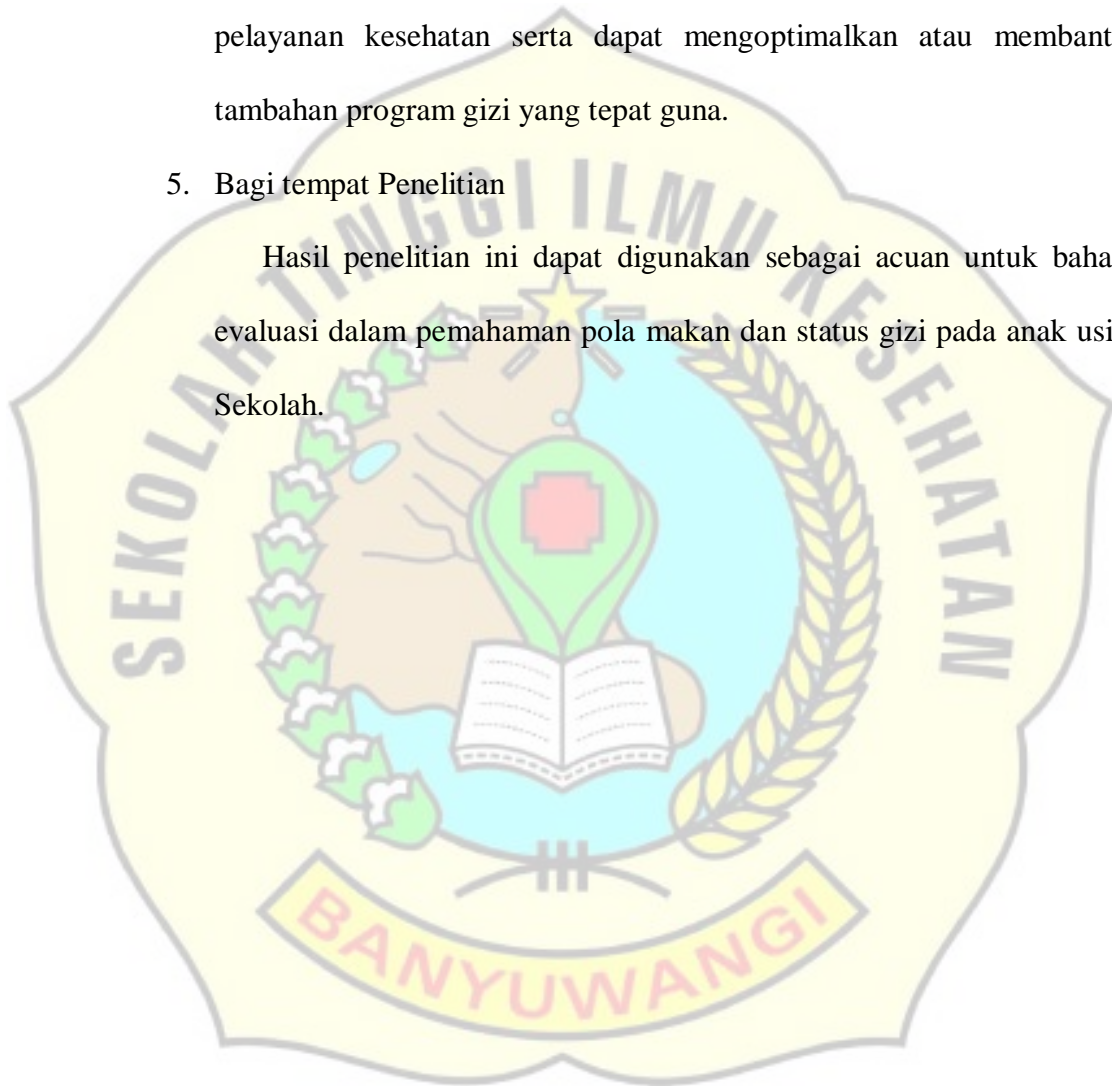 pelayanan kesehatan serta dapat mengoptimalkan atau membant
tambahan program gizi yang tepat guna.
5. Bagi tempat Penelitian
Hasil penelitian ini dapat digunakan sebagai acuan untuk baha
evaluasi dalam pemahaman pola makan dan status gizi pada anak usi
Sekolah.
SEKOLAH TINGGI ILMU KESEHATAN
BANYUWANGI